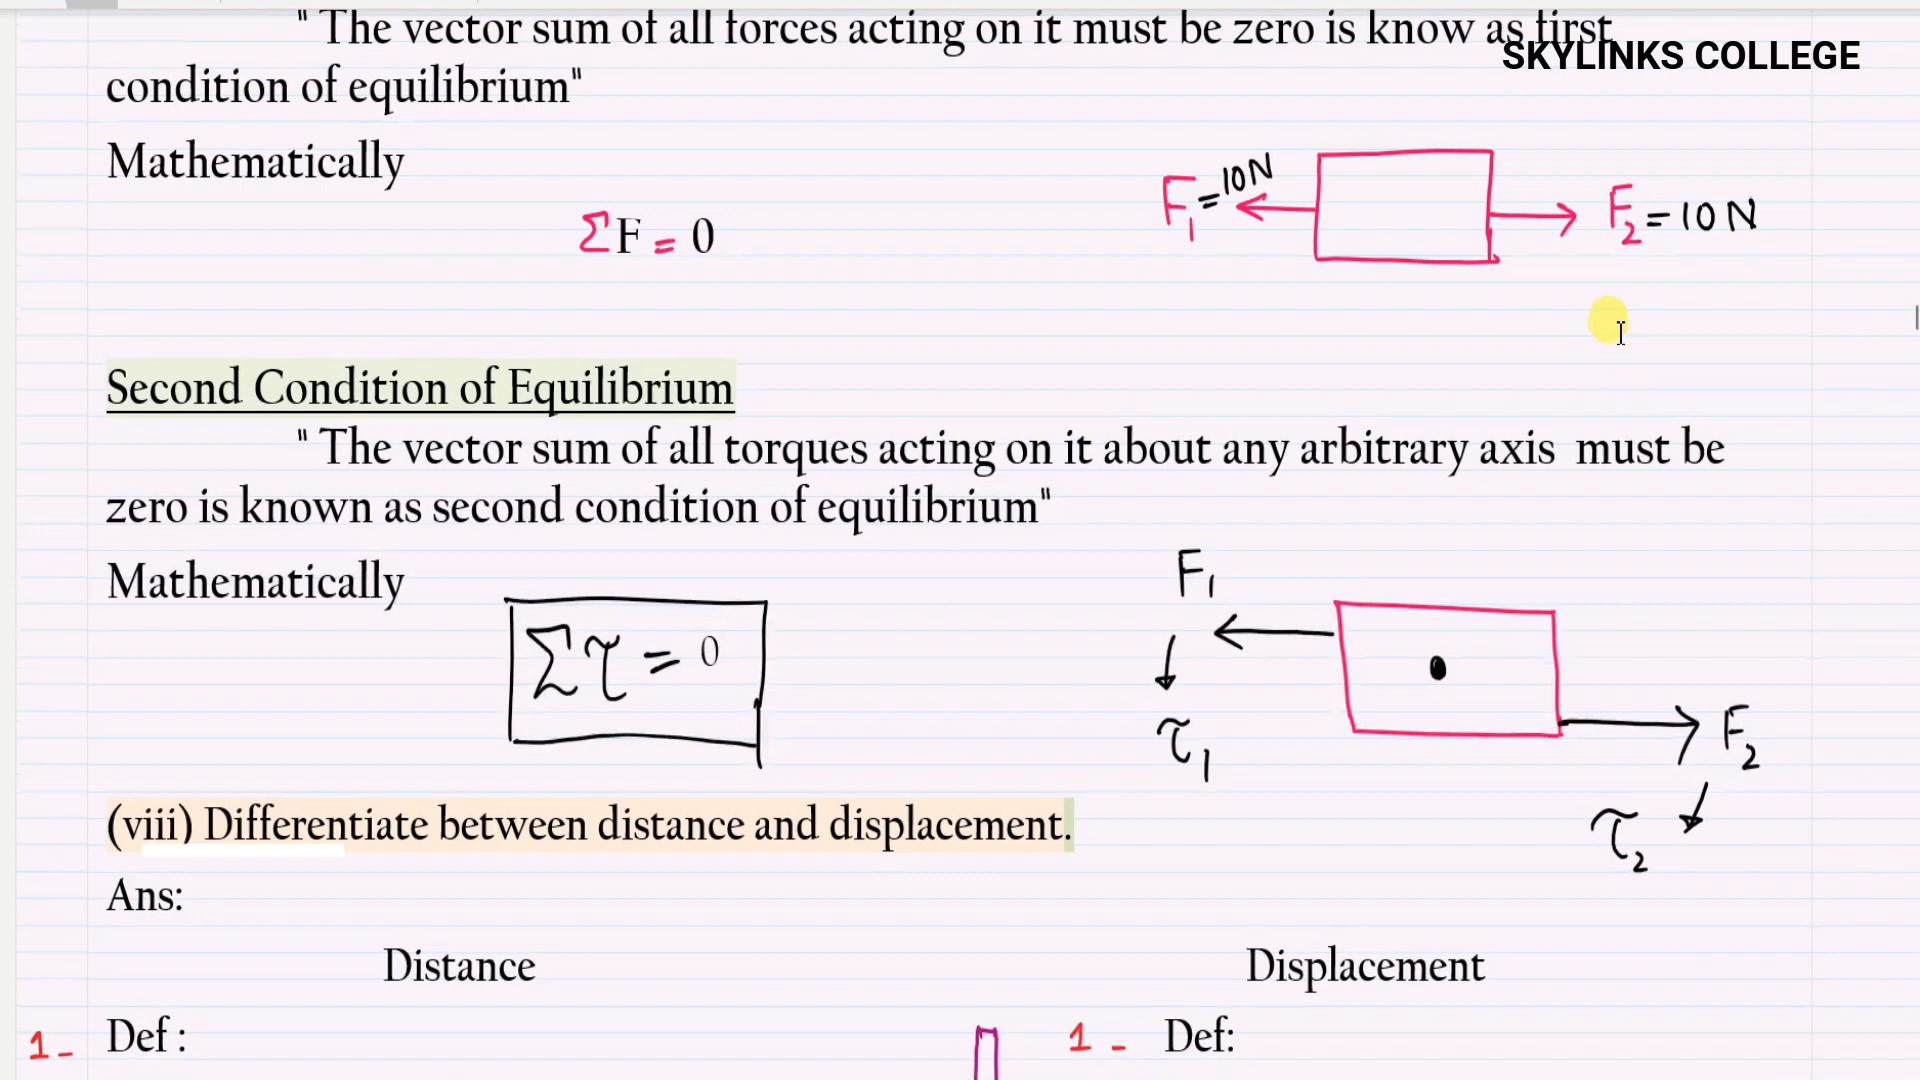 " The vector sum of all forces acting on it must be zero is know as first
SKYLINKS COLLEGE
condition of equilibrium"
Mathematically
F₁ = 10N
F₂ = 10 N
ΣF = 0
Second Condition of Equilibrium
" The vector sum of all torques acting on it about any arbitrary axis must be
zero is known as second condition of equilibrium"
Mathematically
F₁
Στ = 0
τ₁
F₂
τ₂
(viii) Differentiate between distance and displacement.
Ans:
Distance Displacement
1- Def : 1 - Def: